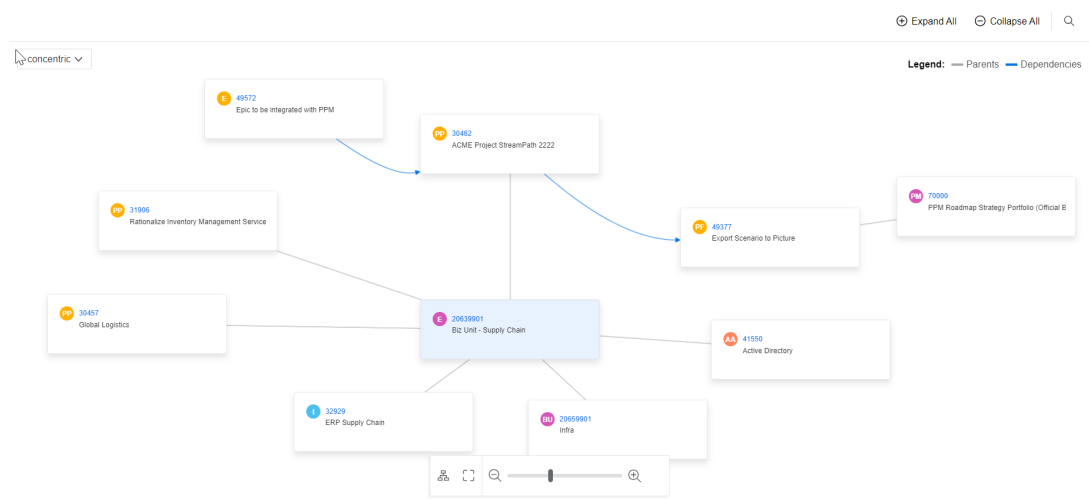 Expand All
Collapse All
concentric
Legend: Parents Dependencies
E 49572
Epic to be integrated with PPM
PP 30462
ACME Project StreamPath 2222
PM 70000
PPM Roadmap Strategy Portfolio (Official B
PP 31906
Rationalize Inventory Management Service
PF 49377
Export Scenario to Picture
PP 30457
Global Logistics
E 20639901
Biz Unit - Supply Chain
AA 41550
Active Directory
I 32929
ERP Supply Chain
BU 20659901
Infra